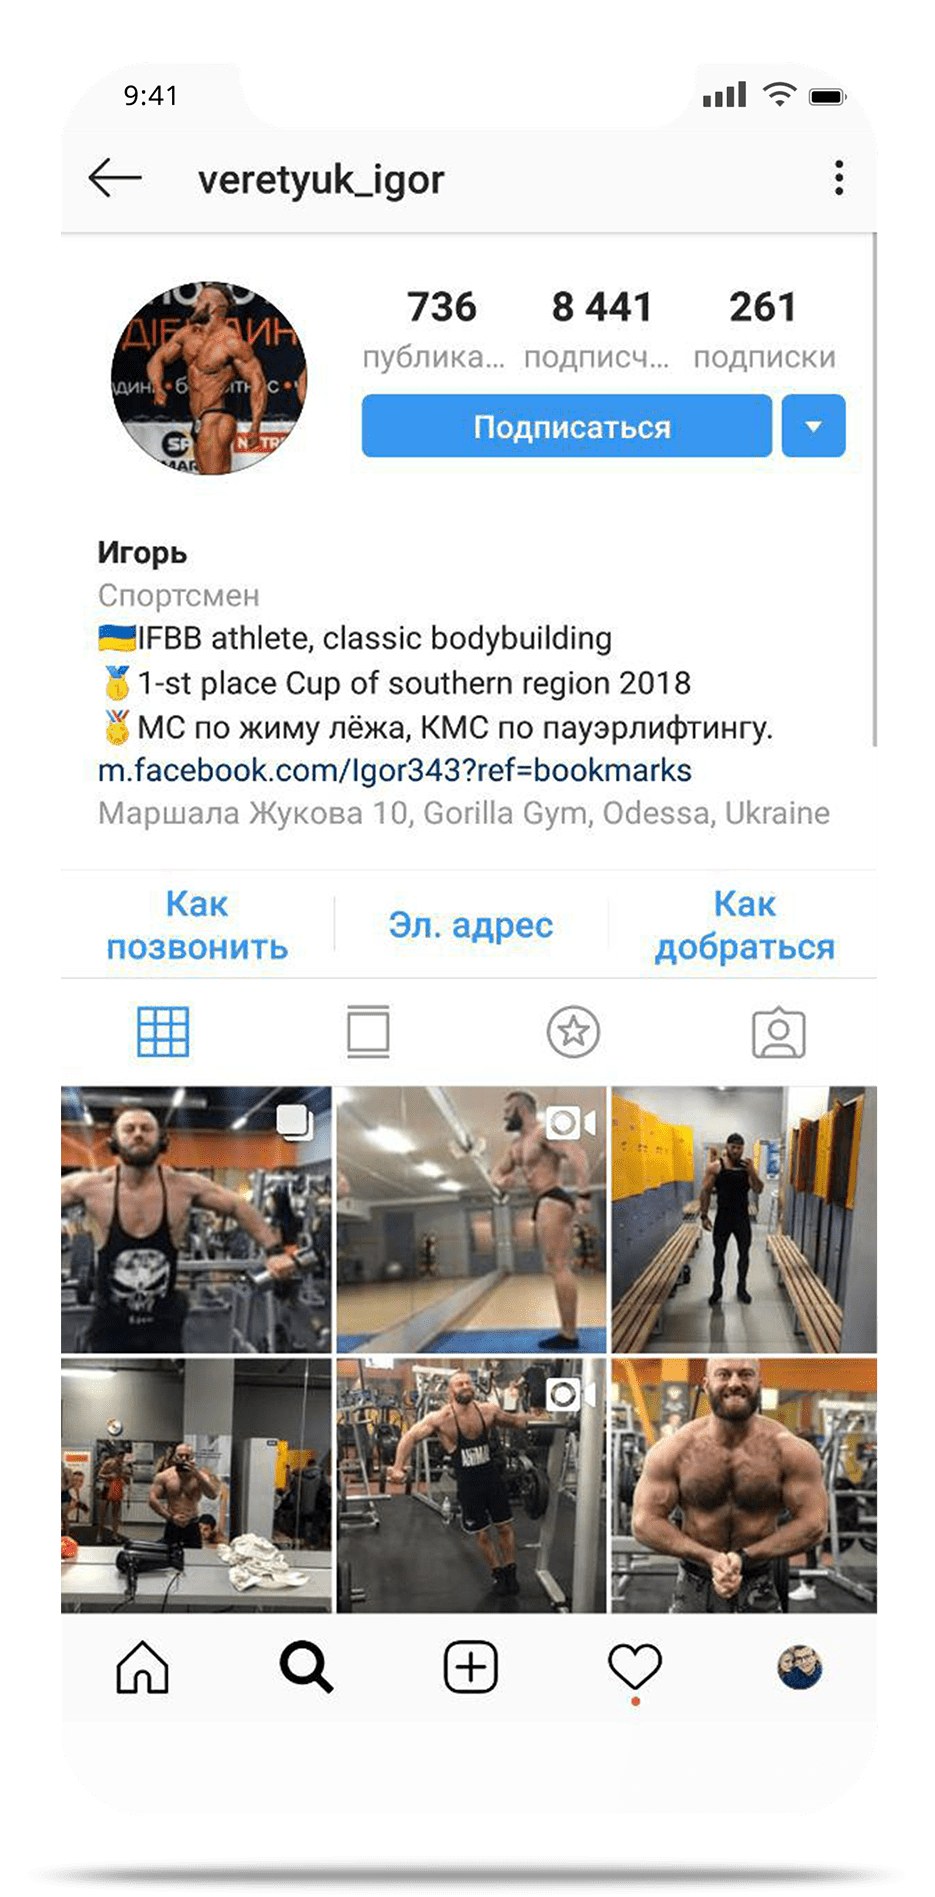 9:41
veretyuk_igor
736 8 441 261
публика... подписч... подписки
Подписаться
Игорь
Спортсмен
🇺🇦IFBB athlete, classic bodybuilding
🥇1-st place Cup of southern region 2018
🏅МС по жиму лёжа, КМС по пауэрлифтингу.
m.facebook.com/Igor343?ref=bookmarks
Маршала Жукова 10, Gorilla Gym, Odessa, Ukraine
Как позвонить
Эл. адрес
Как добраться
ANIMAL